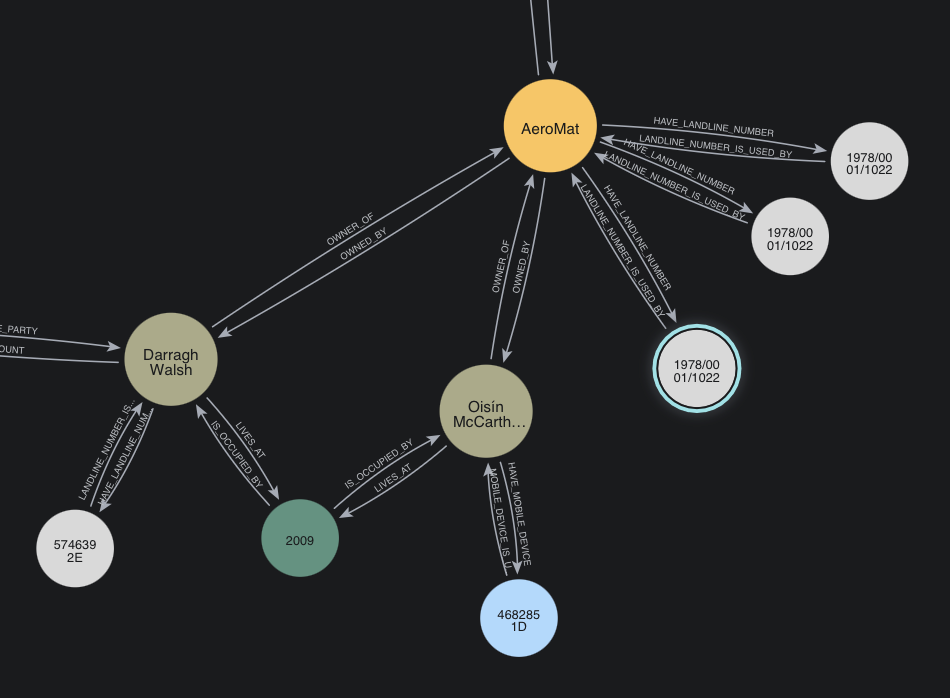 AeroMat
HAVE_LANDLINE_NUMBER
LANDLINE_NUMBER_IS_USED_BY
1978/00
01/1022
HAVE_LANDLINE_NUMBER
LANDLINE_NUMBER_IS_USED_BY
1978/00
01/1022
HAVE_LANDLINE_NUMBER
LANDLINE_NUMBER_IS_USED_BY
1978/00
01/1022
OWNER_OF
OWNED_BY
OWNER_OF
OWNED_BY
E_PARTY
OUNT
Darragh
Walsh
Oisín
McCarth…
LANDLINE_NUMBER_IS…
HAVE_LANDLINE_NUM…
LIVES_AT
IS_OCCUPIED_BY
IS_OCCUPIED_BY
LIVES_AT
MOBILE_DEVICE_IS_U
HAVE_MOBILE_DEVICE
574639
2E
2009
468285
1D